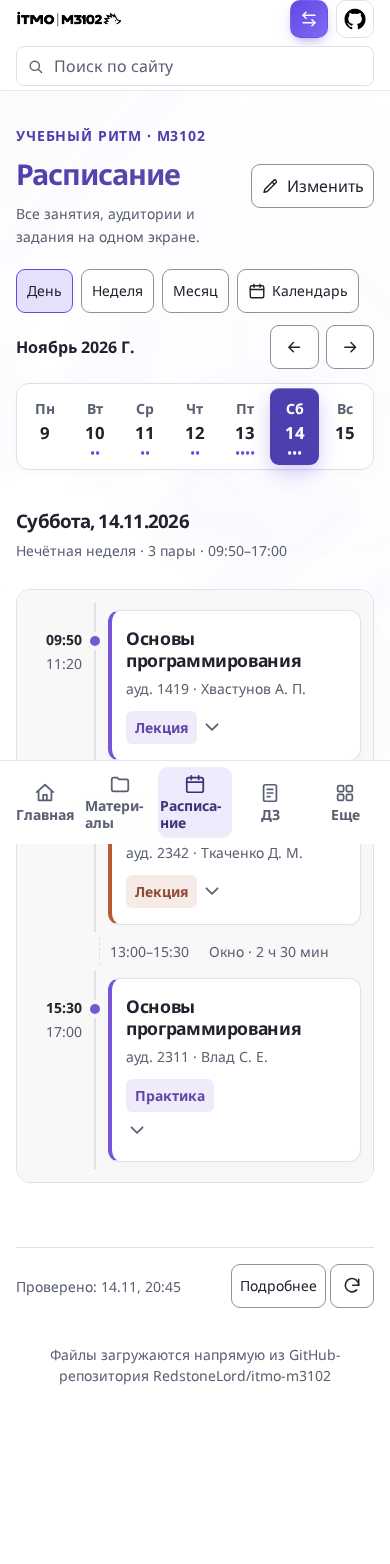 ITMO | M3102
Поиск по сайту
УЧЕБНЫЙ РИТМ · M3102
Расписание
Изменить
Все занятия, аудитории и
задания на одном экране.
День Неделя Месяц Календарь
Ноябрь 2026 Г.
Пн Вт Ср Чт Пт Сб Вс
9 10 11 12 13 14 15
Суббота, 14.11.2026
Нечётная неделя · 3 пары · 09:50–17:00
09:50
11:20
Основы
программирования
ауд. 1419 · Хвастунов А. П.
Лекция
Главная
Матери-
алы
Расписа-
ние
ДЗ
Еще
ауд. 2342 · Ткаченко Д. М.
Лекция
13:00–15:30 Окно · 2 ч 30 мин
15:30
17:00
Основы
программирования
ауд. 2311 · Влад С. Е.
Практика
Проверено: 14.11, 20:45
Подробнее
Файлы загружаются напрямую из GitHub-
репозитория RedstoneLord/itmo-m3102